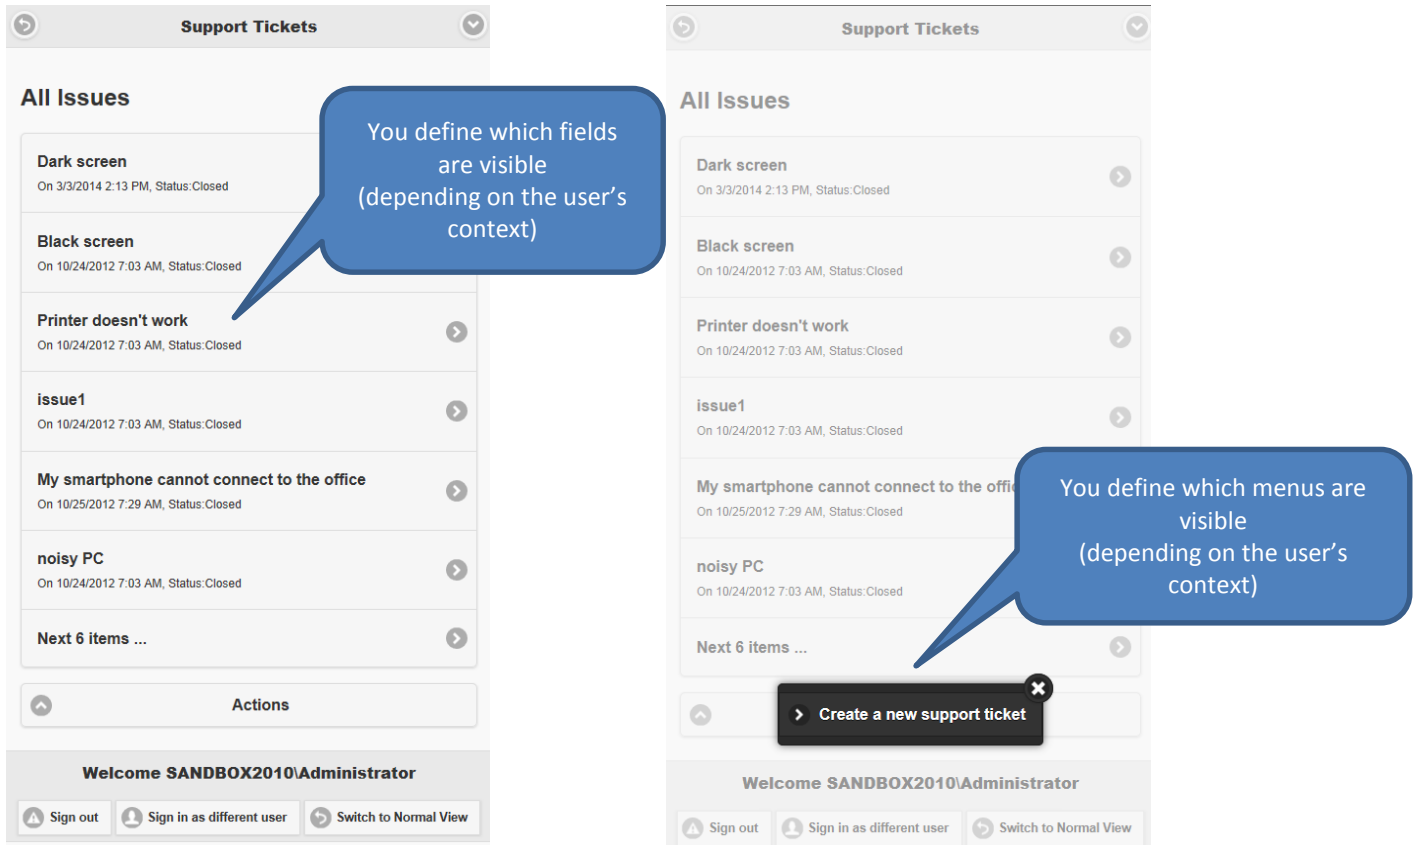 Support Tickets
All Issues
Dark screen
On 3/3/2014 2:13 PM, Status:Closed
Black screen
On 10/24/2012 7:03 AM, Status:Closed
Printer doesn't work
On 10/24/2012 7:03 AM, Status:Closed
issue1
On 10/24/2012 7:03 AM, Status:Closed
My smartphone cannot connect to the office
On 10/25/2012 7:29 AM, Status:Closed
noisy PC
On 10/24/2012 7:03 AM, Status:Closed
Next 6 items ...
Actions
Welcome SANDBOX2010\Administrator
Sign out
Sign in as different user
Switch to Normal View
You define which fields
are visible
(depending on the user’s
context)
Support Tickets
All Issues
Dark screen
On 3/3/2014 2:13 PM, Status:Closed
Black screen
On 10/24/2012 7:03 AM, Status:Closed
Printer doesn't work
On 10/24/2012 7:03 AM, Status:Closed
issue1
On 10/24/2012 7:03 AM, Status:Closed
My smartphone cannot connect to the offi
On 10/25/2012 7:29 AM, Status:Closed
noisy PC
On 10/24/2012 7:03 AM, Status:Closed
Next 6 items ...
Create a new support ticket
Welcome SANDBOX2010\Administrator
Sign out
Sign in as different user
Switch to Normal View
You define which menus are
visible
(depending on the user’s
context)